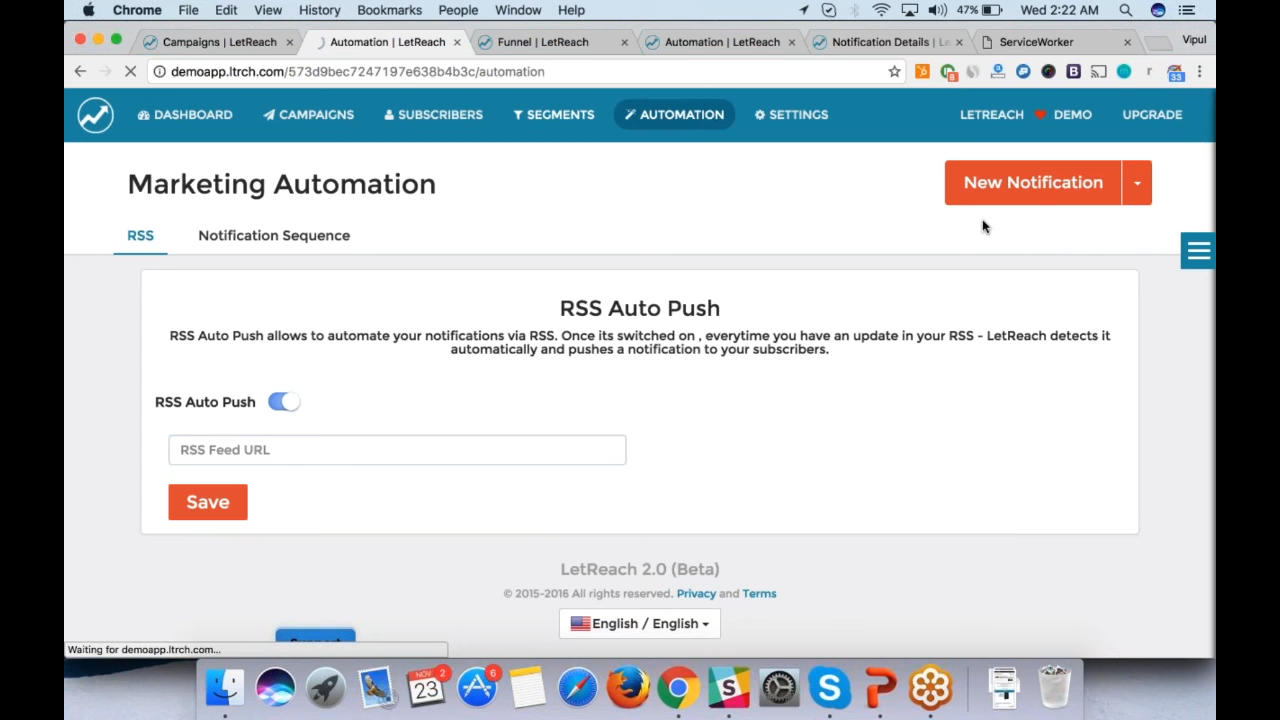 Chrome File Edit View History Bookmarks People Window Help 47% Wed 2:22 AM
Campaigns | LetReach Automation | LetReach Funnel | LetReach Automation | LetReach Notification Details | ServiceWorker Vipul
demoapp.ltrch.com/573d9bec7247197e638b4b3c/automation
DASHBOARD CAMPAIGNS SUBSCRIBERS SEGMENTS AUTOMATION SETTINGS LETREACH DEMO UPGRADE
Marketing Automation
New Notification
RSS Notification Sequence
RSS Auto Push
RSS Auto Push allows to automate your notifications via RSS. Once its switched on , everytime you have an update in your RSS - LetReach detects it
automatically and pushes a notification to your subscribers.
RSS Auto Push
RSS Feed URL
Save
LetReach 2.0 (Beta)
© 2015-2016 All rights reserved. Privacy and Terms
English / English
Waiting for demoapp.ltrch.com...
NOV 2
23
6